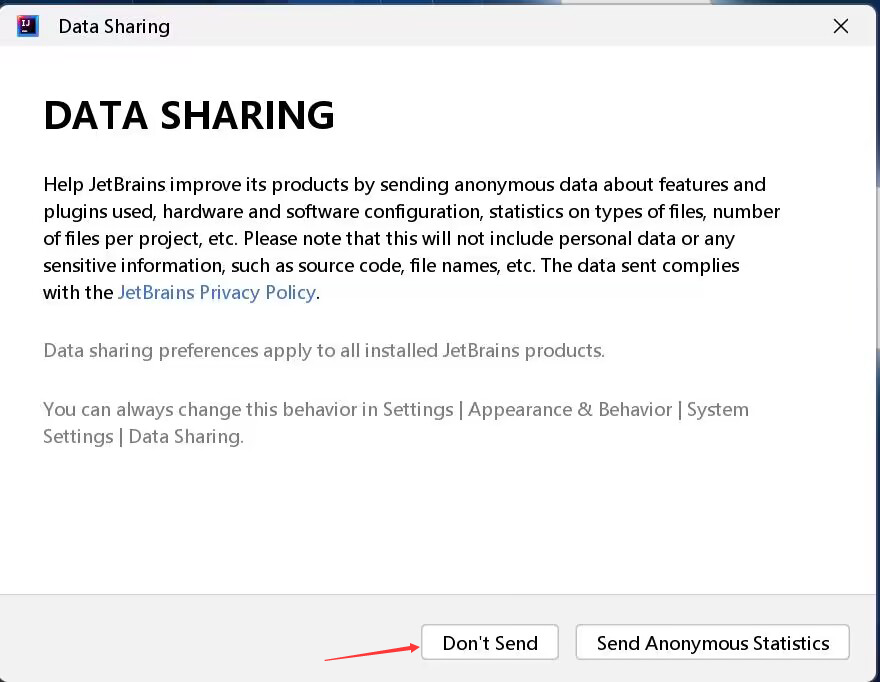 IJ
Data Sharing
DATA SHARING
Help JetBrains improve its products by sending anonymous data about features and
plugins used, hardware and software configuration, statistics on types of files, number
of files per project, etc. Please note that this will not include personal data or any
sensitive information, such as source code, file names, etc. The data sent complies
with the JetBrains Privacy Policy.
Data sharing preferences apply to all installed JetBrains products.
You can always change this behavior in Settings | Appearance & Behavior | System
Settings | Data Sharing.
Don't Send
Send Anonymous Statistics